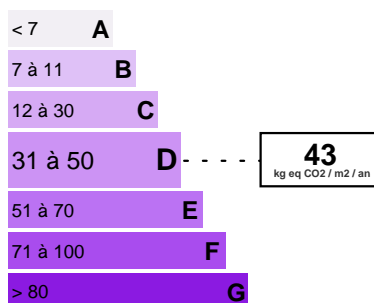 < 7 A
7 à 11 B
12 à 30 C
31 à 50 D
43
kg eq CO2 / m2 / an
51 à 70 E
71 à 100 F
> 80 G